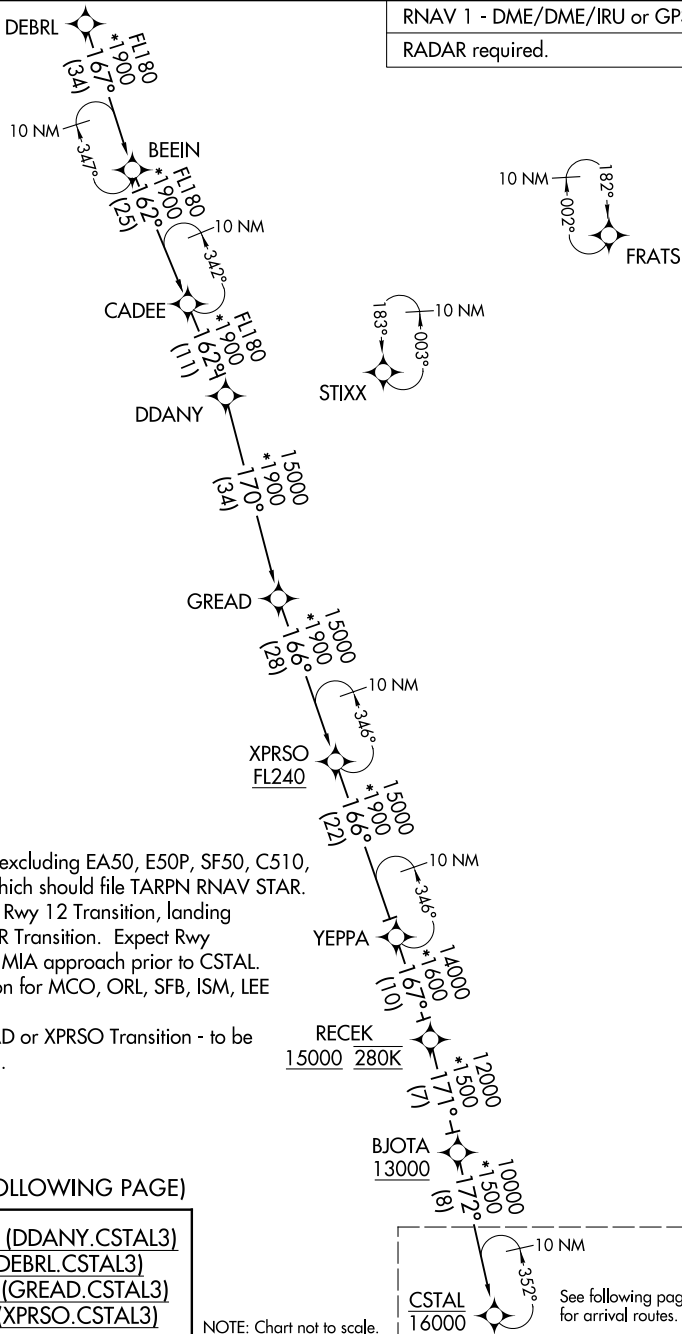 RNAV 1 - DME/DME/IRU or GPS
RADAR required.
DEBRL
FL180
*1900
167°
(34)
10 NM
347°
BEEIN
FL180
*1900
162°
(25)
10 NM
342°
10 NM
182°
002°
FRATS
CADEE
FL180
*1900
162°
(11)
10 NM
183°
003°
STIXX
DDANY
15000
*1900
170°
(34)
GREAD
15000
*1900
166°
(28)
10 NM
346°
XPRSO
FL240
15000
*1900
166°
(22)
10 NM
346°
excluding EA50, E50P, SF50, C510,
which should file TARPN RNAV STAR.
Rwy 12 Transition, landing
R Transition. Expect Rwy
MIA approach prior to CSTAL.
on for MCO, ORL, SFB, ISM, LEE
D or XPRSO Transition - to be
.
YEPPA
14000
*1600
167°
(10)
RECEK
15000 280K
12000
*1500
171°
(7)
BJOTA
13000
10000
*1500
172°
(8)
OLLOWING PAGE)
(DDANY.CSTAL3)
DEBRL.CSTAL3)
(GREAD.CSTAL3)
(XPRSO.CSTAL3)
10 NM
352°
CSTAL
16000
See following pag
for arrival routes.
NOTE: Chart not to scale.